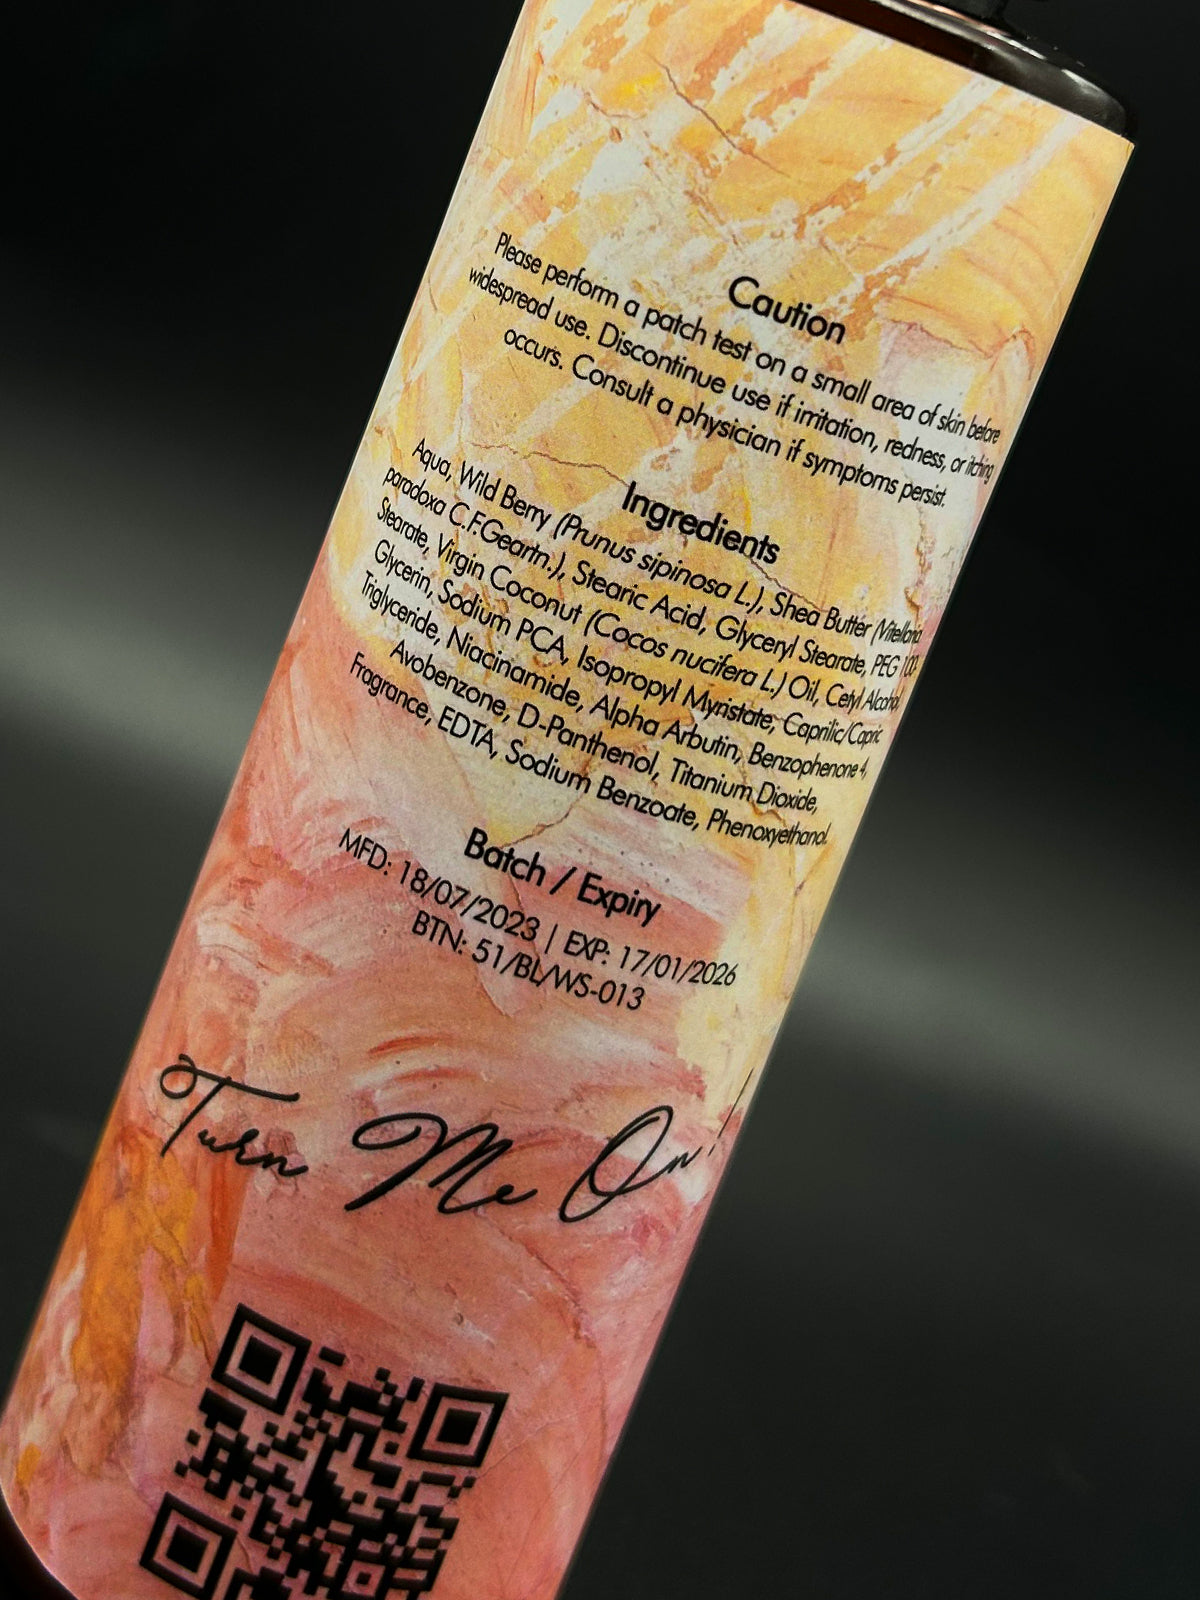 Caution
Please perform a patch test on a small area of skin before
widespread use. Discontinue use if irritation, redness, or itching
occurs. Consult a physician if symptoms persist.
Ingredients
Aqua, Wild Berry (Prunus sipinosa L.), Shea Butter (Vitellaria
paradoxa C.F.Geartn.), Stearic Acid, Glyceryl Stearate, PEG 100-
Stearate, Virgin Coconut (Cocos nucifera L.) Oil, Cetyl Alcohol,
Glycerin, Sodium PCA, Isopropyl Myristate, Caprilic/Capric
Triglyceride, Niacinamide, Alpha Arbutin, Benzophenone 4,
Avobenzone, D-Panthenol, Titanium Dioxide,
Fragrance, EDTA, Sodium Benzoate, Phenoxyethanol.
Batch / Expiry
MFD: 18/07/2023 | EXP: 17/01/2026
BTN: 51/BL/WS-013
Turn Me On!